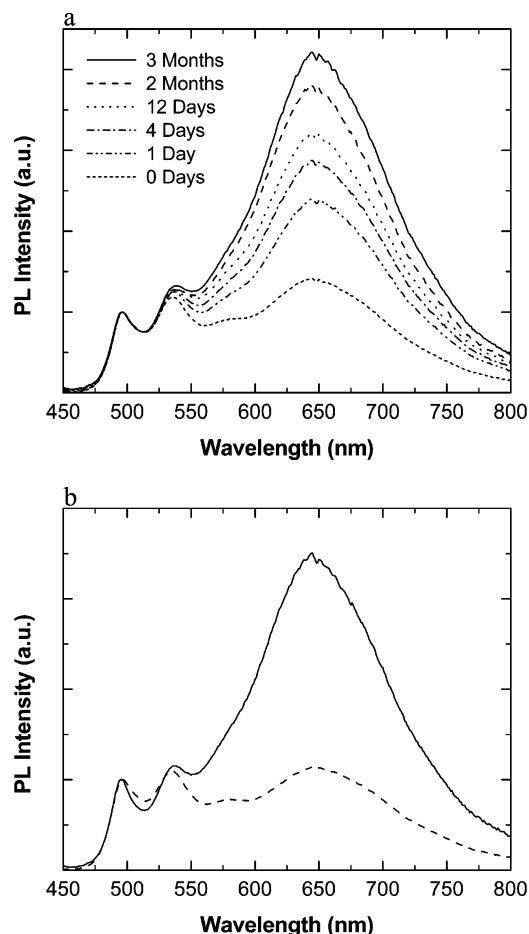 a
3 Months
2 Months
12 Days
4 Days
1 Day
0 Days
PL Intensity (a.u.)
450 500 550 600 650 700 750 800
Wavelength (nm)
b
PL Intensity (a.u.)
450 500 550 600 650 700 750 800
Wavelength (nm)